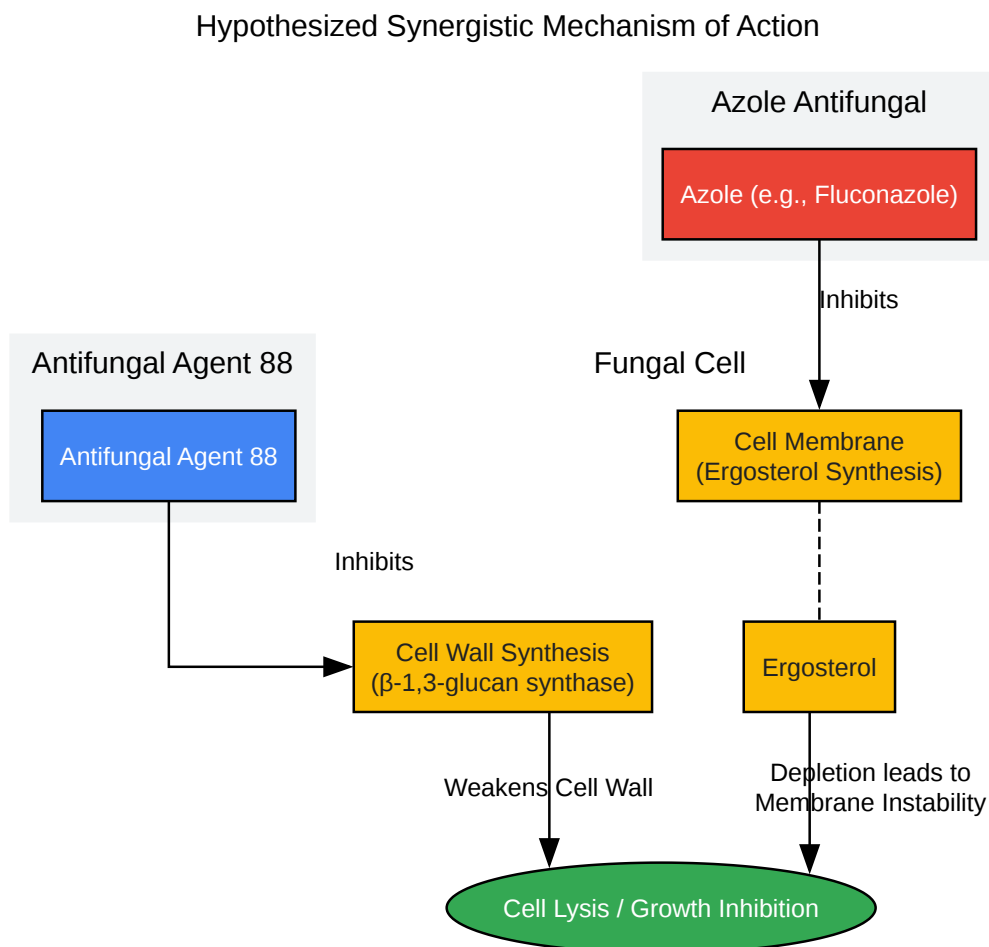 Hypothesized Synergistic Mechanism of Action
Azole Antifungal
Azole (e.g., Fluconazole)
Inhibits
Antifungal Agent 88
Fungal Cell
Antifungal Agent 88
Cell Membrane
(Ergosterol Synthesis)
Inhibits
Cell Wall Synthesis
(β-1,3-glucan synthase)
Ergosterol
Weakens Cell Wall
Depletion leads to
Membrane Instability
Cell Lysis / Growth Inhibition